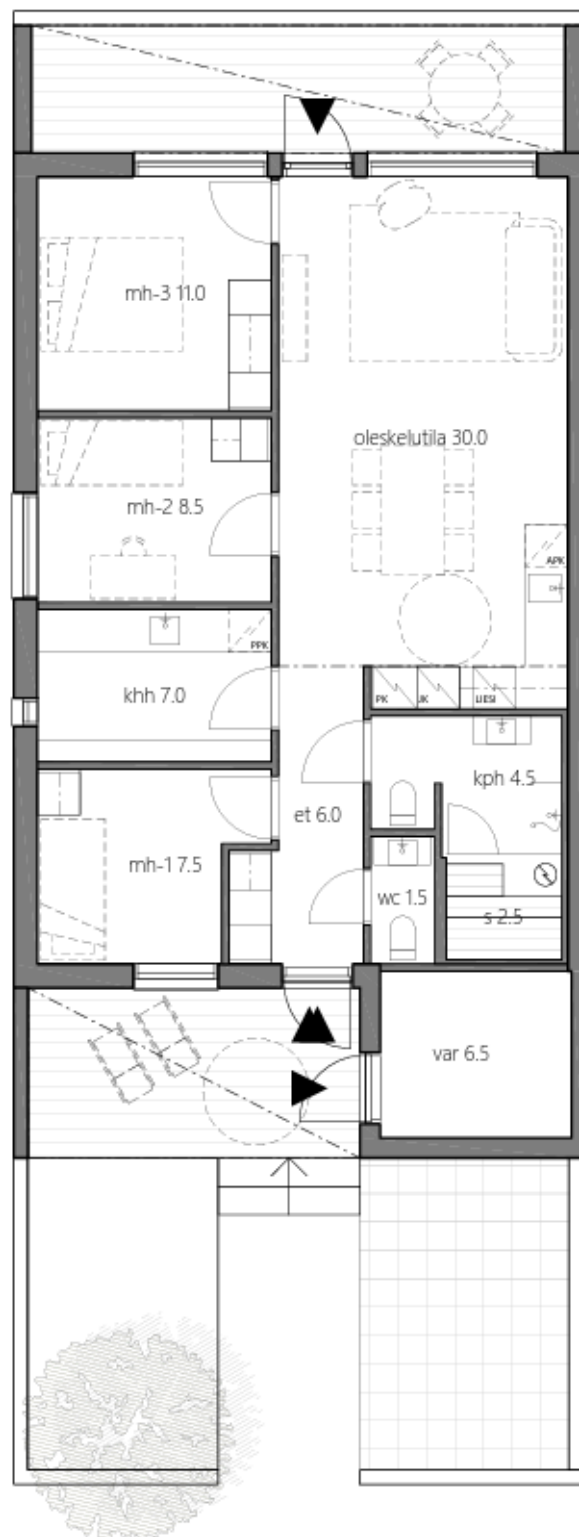 mh-3 11.0
oleskelutila 30.0
mh-2 8.5
APK
PPK
khh 7.0
PK
JK
LIESI
kph 4.5
et 6.0
mh-1 7.5
wc 1.5
s 2.5
var 6.5